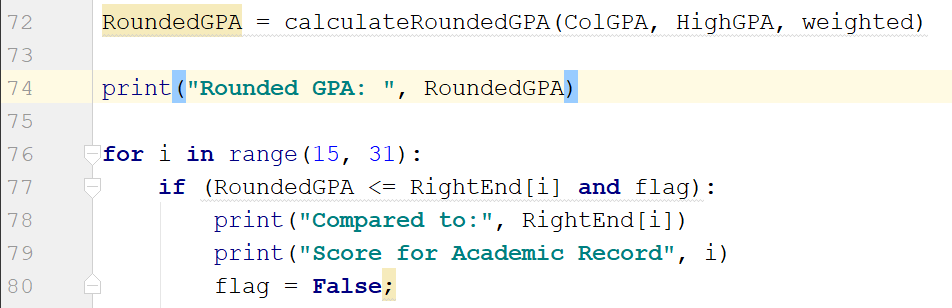 72 RoundedGPA = calculateRoundedGPA(ColGPA, HighGPA, weighted)
73
74 print("Rounded GPA: ", RoundedGPA)
75
76 for i in range(15, 31):
77     if (RoundedGPA <= RightEnd[i] and flag):
78         print("Compared to:", RightEnd[i])
79         print("Score for Academic Record", i)
80         flag = False;